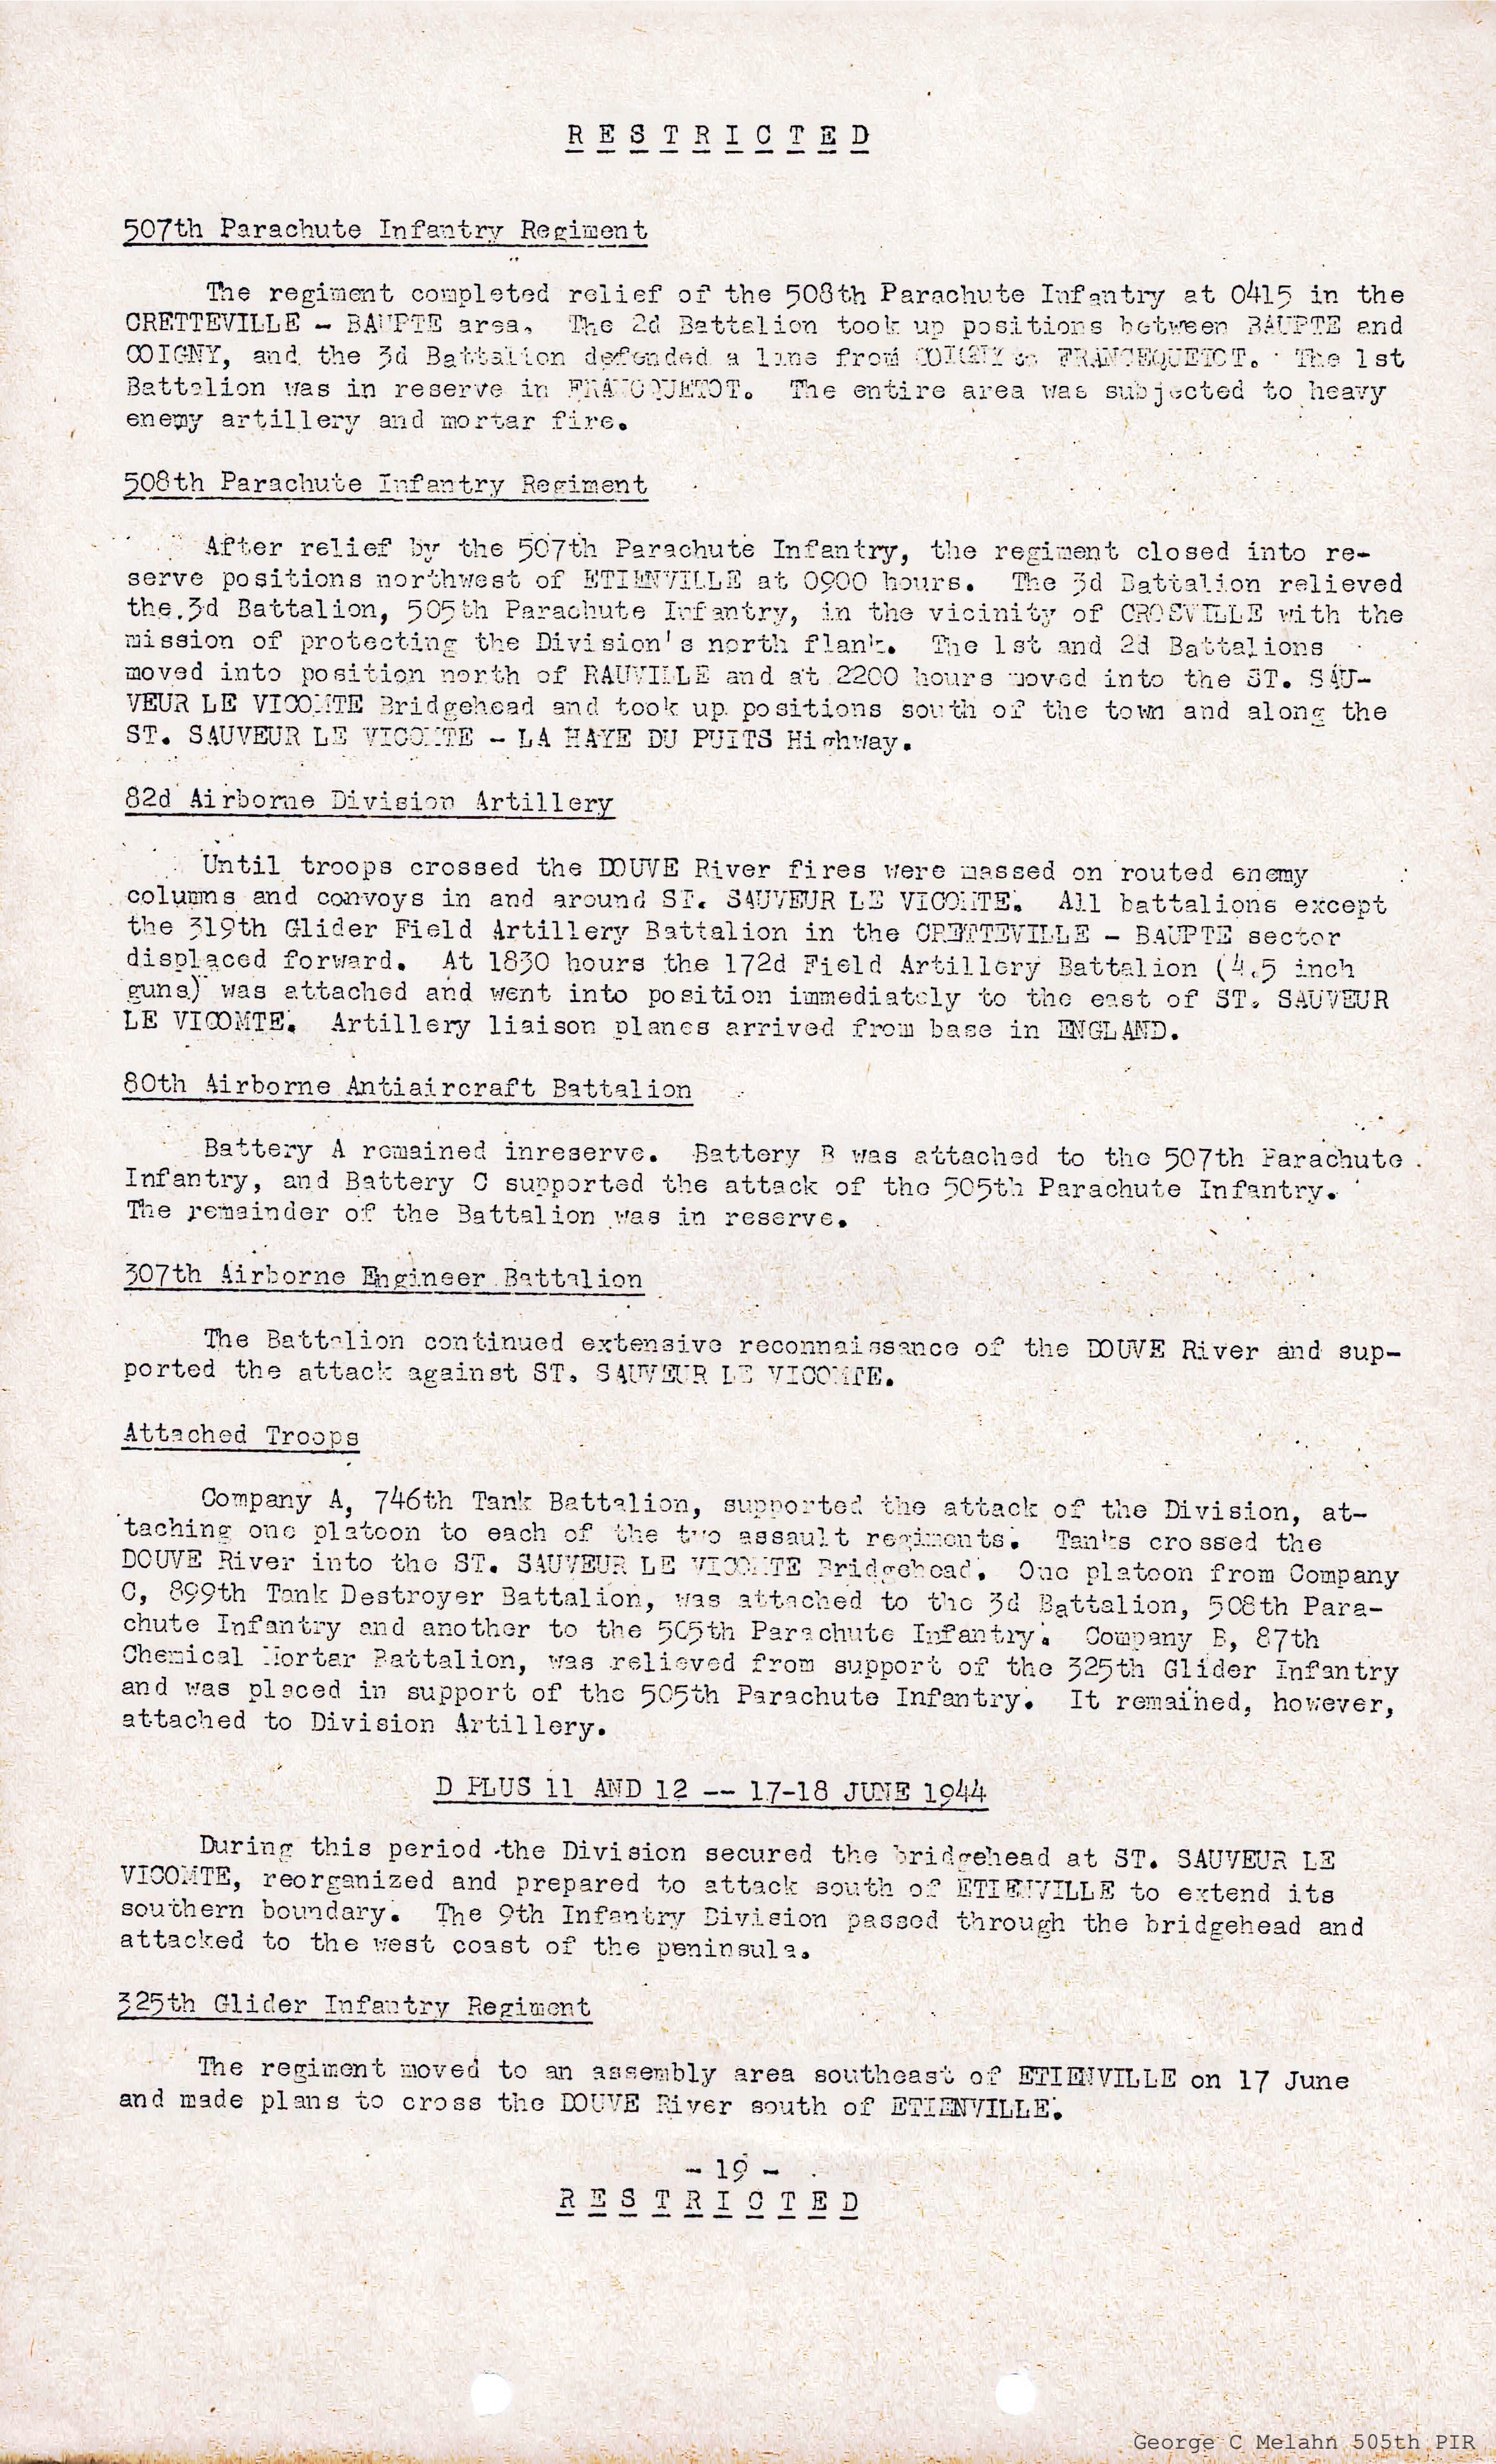 R E S T R I C T E D
507th Parachute Infantry Regiment
The regiment completed relief of the 508th Parachute Infantry at 0415 in the
CRETTEVILLE - BAUPTE area. The 2d Battalion took up positions between BAUPTE and
COIGNY, and the 3d Battalion defended a line from COIGNY to FRANCEQUETOT. The 1st
Battalion was in reserve in FRANCQUETOT. The entire area was subjected to heavy
enemy artillery and mortar fire.
508th Parachute Infantry Regiment
After relief by the 507th Parachute Infantry, the regiment closed into re-
serve positions northwest of ETIENVILLE at 0900 hours. The 3d Battalion relieved
the 3d Battalion, 505th Parachute Infantry, in the vicinity of CROSVILLE with the
mission of protecting the Division's north flank. The 1st and 2d Battalions
moved into position north of RAUVILLE and at 2200 hours moved into the ST. SAU-
VEUR LE VICOMTE Bridgehead and took up positions south of the town and along the
ST. SAUVEUR LE VICOMTE - LA HAYE DU PUITS Highway.
82d Airborne Division Artillery
Until troops crossed the DOUVE River fires were massed on routed enemy
columns and convoys in and around ST. SAUVEUR LE VICOMTE. All battalions except
the 319th Glider Field Artillery Battalion in the CRETTEVILLE - BAUPTE sector
displaced forward. At 1830 hours the 172d Field Artillery Battalion (4.5 inch
guns) was attached and went into position immediately to the east of ST. SAUVEUR
LE VICOMTE. Artillery liaison planes arrived from base in ENGLAND.
80th Airborne Antiaircraft Battalion
Battery A remained inreserve. Battery B was attached to the 507th Parachute
Infantry, and Battery C supported the attack of the 505th Parachute Infantry.
The remainder of the Battalion was in reserve.
307th Airborne Engineer Battalion
The Battalion continued extensive reconnaissance of the DOUVE River and sup-
ported the attack against ST. SAUVEUR LE VICOMTE.
Attached Troops
Company A, 746th Tank Battalion, supported the attack of the Division, at-
taching one platoon to each of the two assault regiments. Tanks crossed the
DOUVE River into the ST. SAUVEUR LE VICOMTE Bridgehead. One platoon from Company
C, 899th Tank Destroyer Battalion, was attached to the 3d Battalion, 508th Para-
chute Infantry and another to the 505th Parachute Infantry. Company B, 87th
Chemical Mortar Battalion, was relieved from support of the 325th Glider Infantry
and was placed in support of the 505th Parachute Infantry. It remained, however,
attached to Division Artillery.
D PLUS 11 AND 12 -- 17-18 JUNE 1944
During this period the Division secured the bridgehead at ST. SAUVEUR LE
VICOMTE, reorganized and prepared to attack south of ETIENVILLE to extend its
southern boundary. The 9th Infantry Division passed through the bridgehead and
attacked to the west coast of the peninsula.
325th Glider Infantry Regiment
The regiment moved to an assembly area southeast of ETIENVILLE on 17 June
and made plans to cross the DOUVE River south of ETIENVILLE.
- 19 -
R E S T R I C T E D
George C Melahn 505th PIR